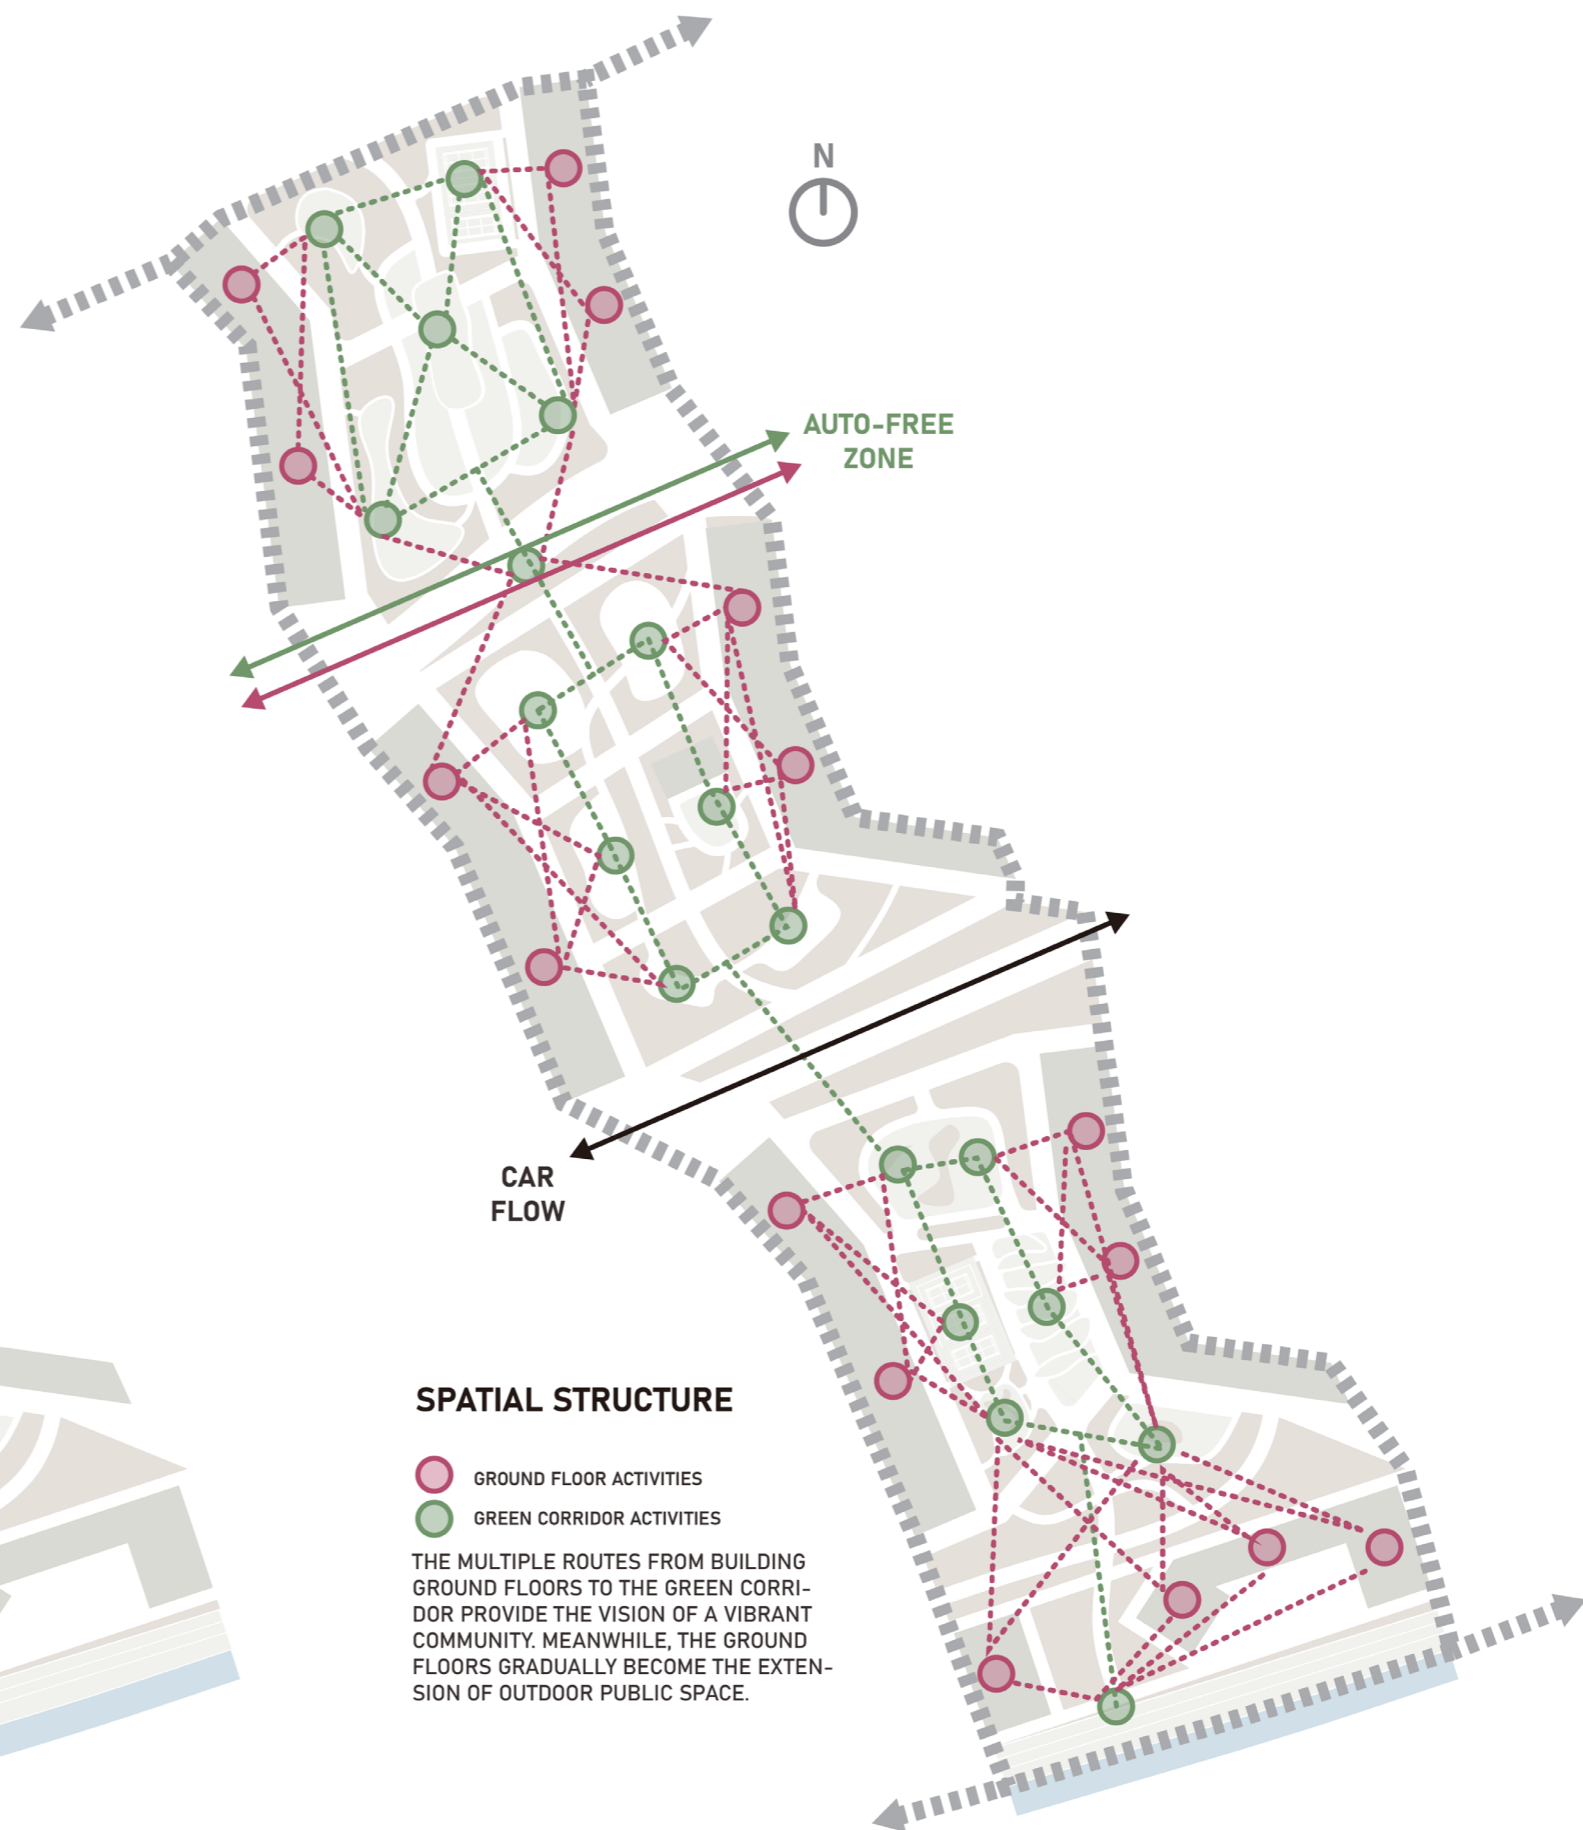 N
AUTO-FREE
ZONE
CAR
FLOW
SPATIAL STRUCTURE
GROUND FLOOR ACTIVITIES
GREEN CORRIDOR ACTIVITIES
THE MULTIPLE ROUTES FROM BUILDING
GROUND FLOORS TO THE GREEN CORRI-
DOR PROVIDE THE VISION OF A VIBRANT
COMMUNITY. MEANWHILE, THE GROUND
FLOORS GRADUALLY BECOME THE EXTEN-
SION OF OUTDOOR PUBLIC SPACE.